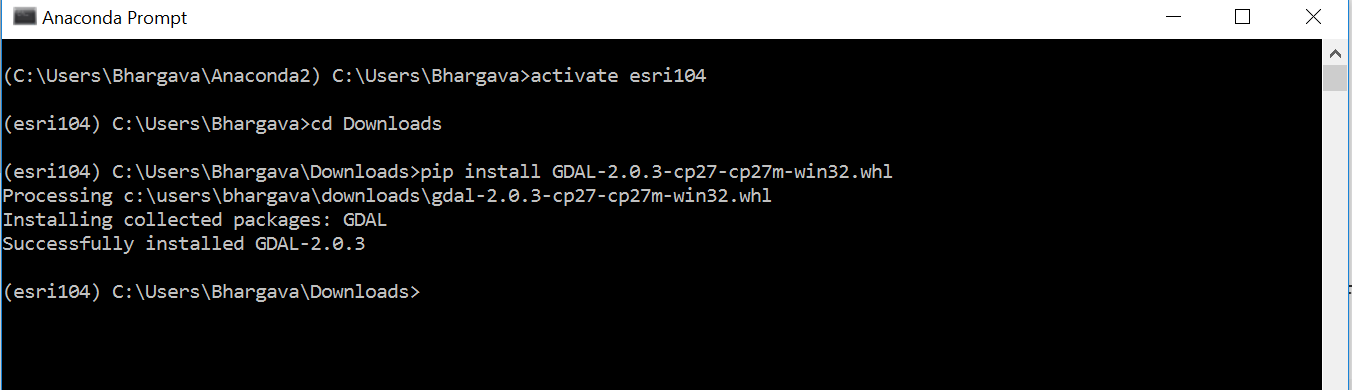 Anaconda Prompt
(C:\Users\Bhargava\Anaconda2) C:\Users\Bhargava>activate esri104
(esri104) C:\Users\Bhargava>cd Downloads
(esri104) C:\Users\Bhargava\Downloads>pip install GDAL-2.0.3-cp27-cp27m-win32.whl
Processing c:\users\bhargava\downloads\gdal-2.0.3-cp27-cp27m-win32.whl
Installing collected packages: GDAL
Successfully installed GDAL-2.0.3
(esri104) C:\Users\Bhargava\Downloads>